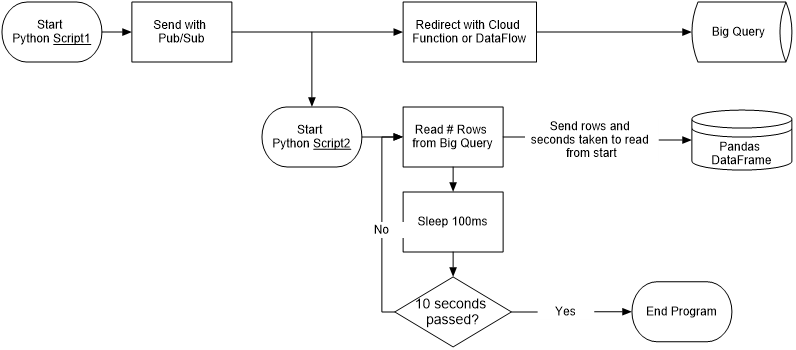 Start
Python Script1
Send with
Pub/Sub
Redirect with Cloud
Function or DataFlow
Big Query
Start
Python Script2
Read # Rows
from Big Query
Send rows and
seconds taken to read
from start
Pandas
DataFrame
Sleep 100ms
No
10 seconds
passed?
Yes
End Program